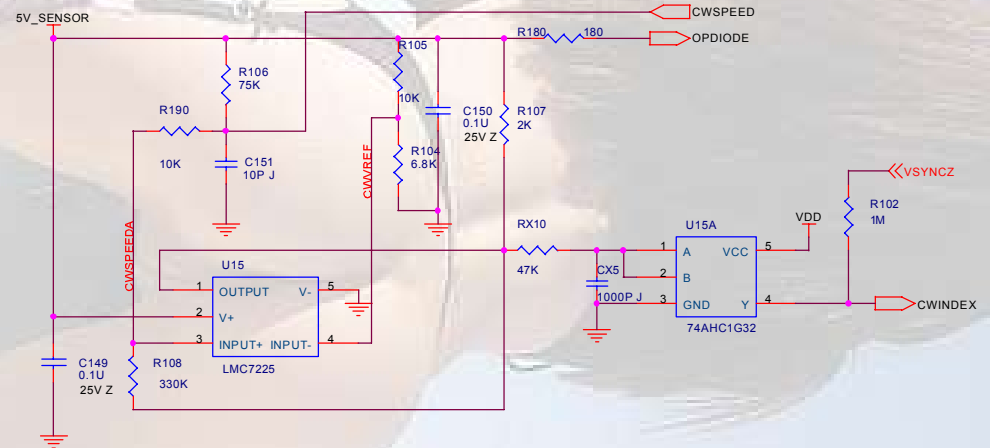 CWSPEED
5V_SENSOR
R180 180
OPDIODE
R105
10K
R106
75K
R190
10K
C150
0.1U
25V Z
R107
2K
C151
10P J
R104
6.8K
CWVREF
VSYNCZ
R102
1M
VDD
U15A
RX10
47K
1 A VCC 5
2 B
3 GND Y 4
74AHC1G32
CX5
1000P J
CWINDEX
CWSPEEDA
U15
1 OUTPUT V- 5
2 V+
3 INPUT+ INPUT- 4
LMC7225
C149
0.1U
25V Z
R108
330K